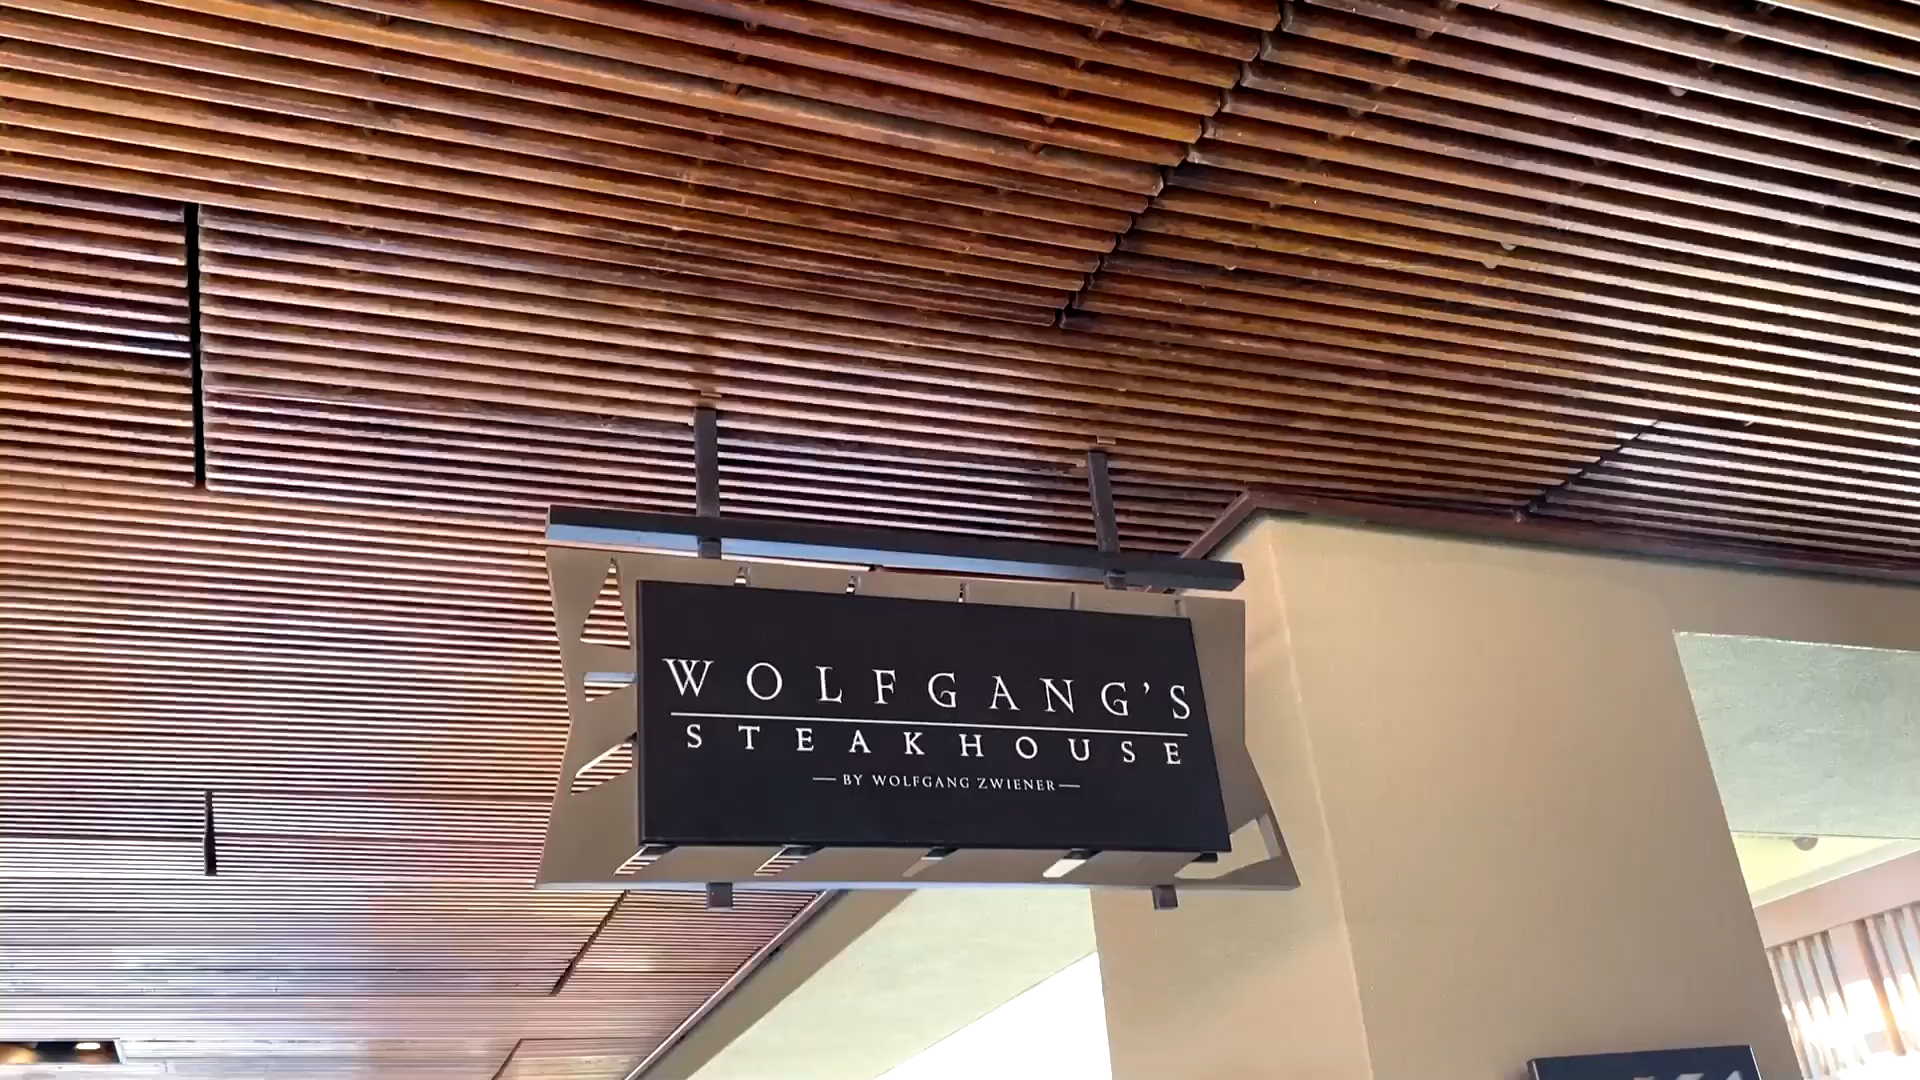 WOLFGANG'S
STEAKHOUSE
— BY WOLFGANG ZWIENER —